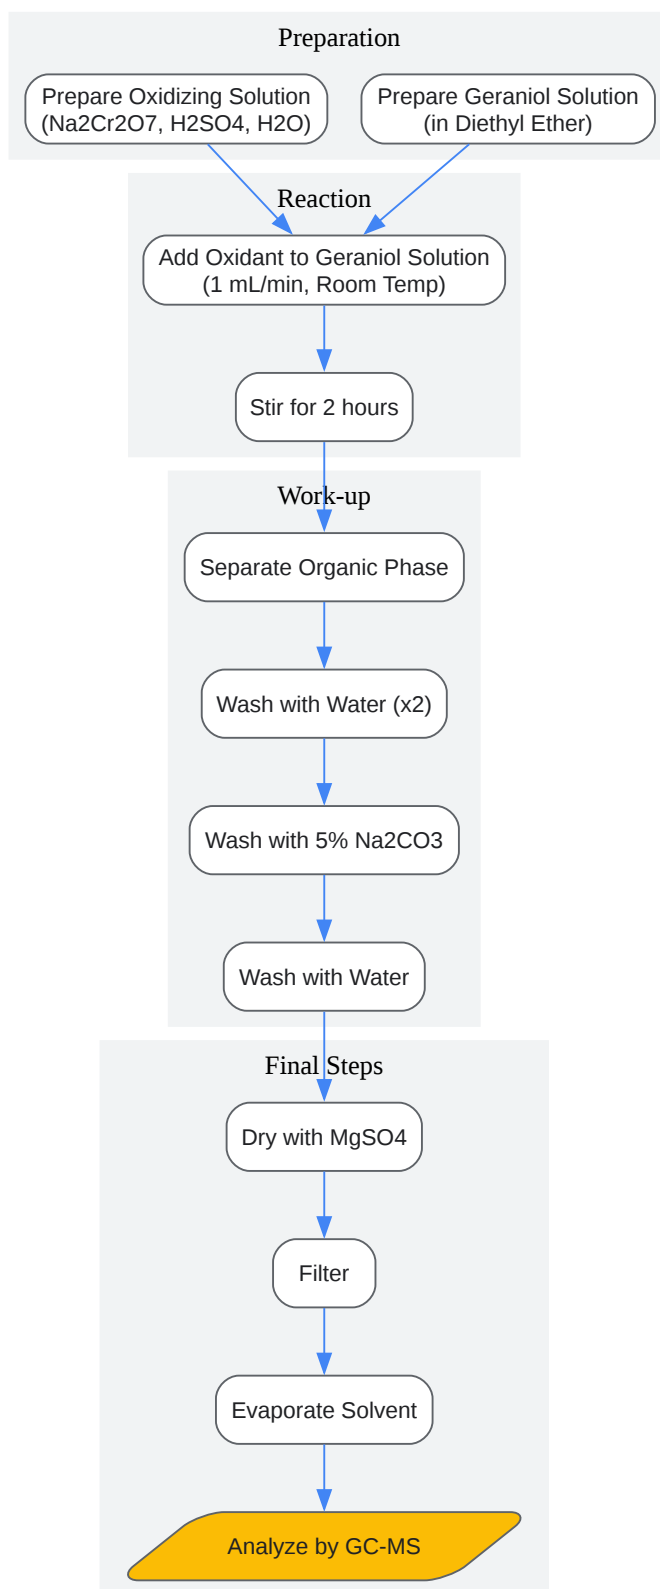 Preparation
Prepare Oxidizing Solution
(Na2Cr2O7, H2SO4, H2O)
Prepare Geraniol Solution
(in Diethyl Ether)
Reaction
Add Oxidant to Geraniol Solution
(1 mL/min, Room Temp)
Stir for 2 hours
Work-up
Separate Organic Phase
Wash with Water (x2)
Wash with 5% Na2CO3
Wash with Water
Final Steps
Dry with MgSO4
Filter
Evaporate Solvent
Analyze by GC-MS